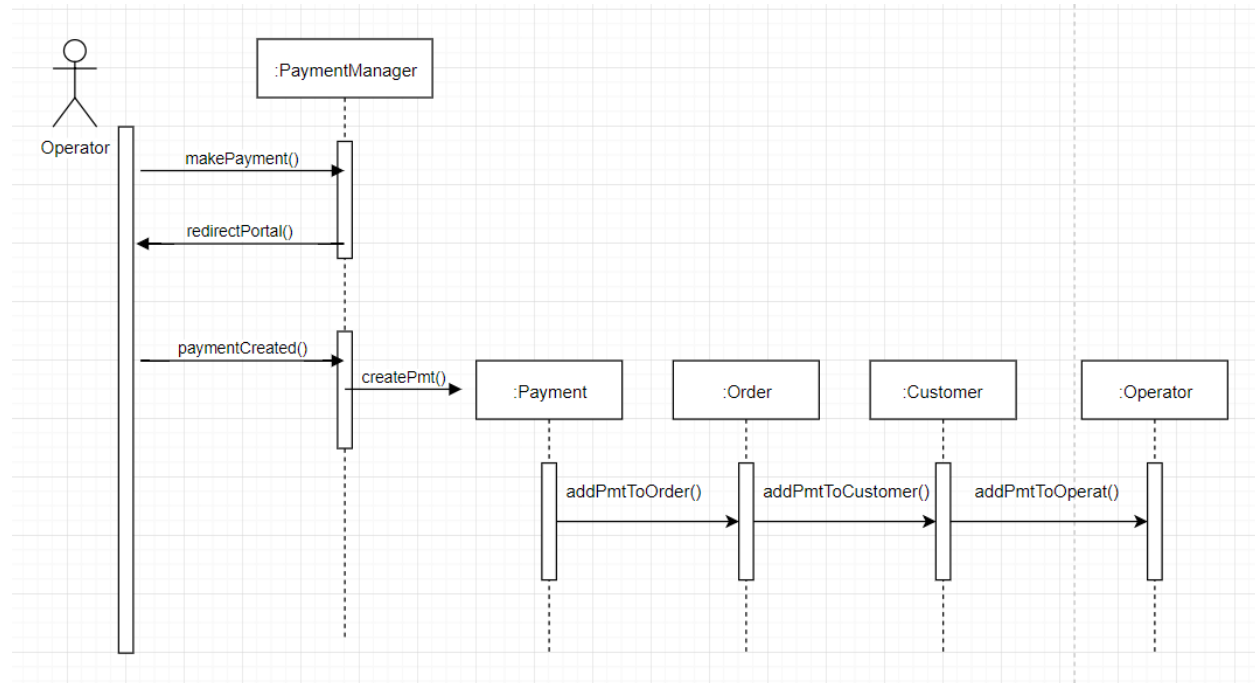 :PaymentManager
Operator
makePayment()
redirectPortal()
paymentCreated()
createPmt()
:Payment
:Order
:Customer
:Operator
addPmtToOrder()
addPmtToCustomer()
addPmtToOperat()